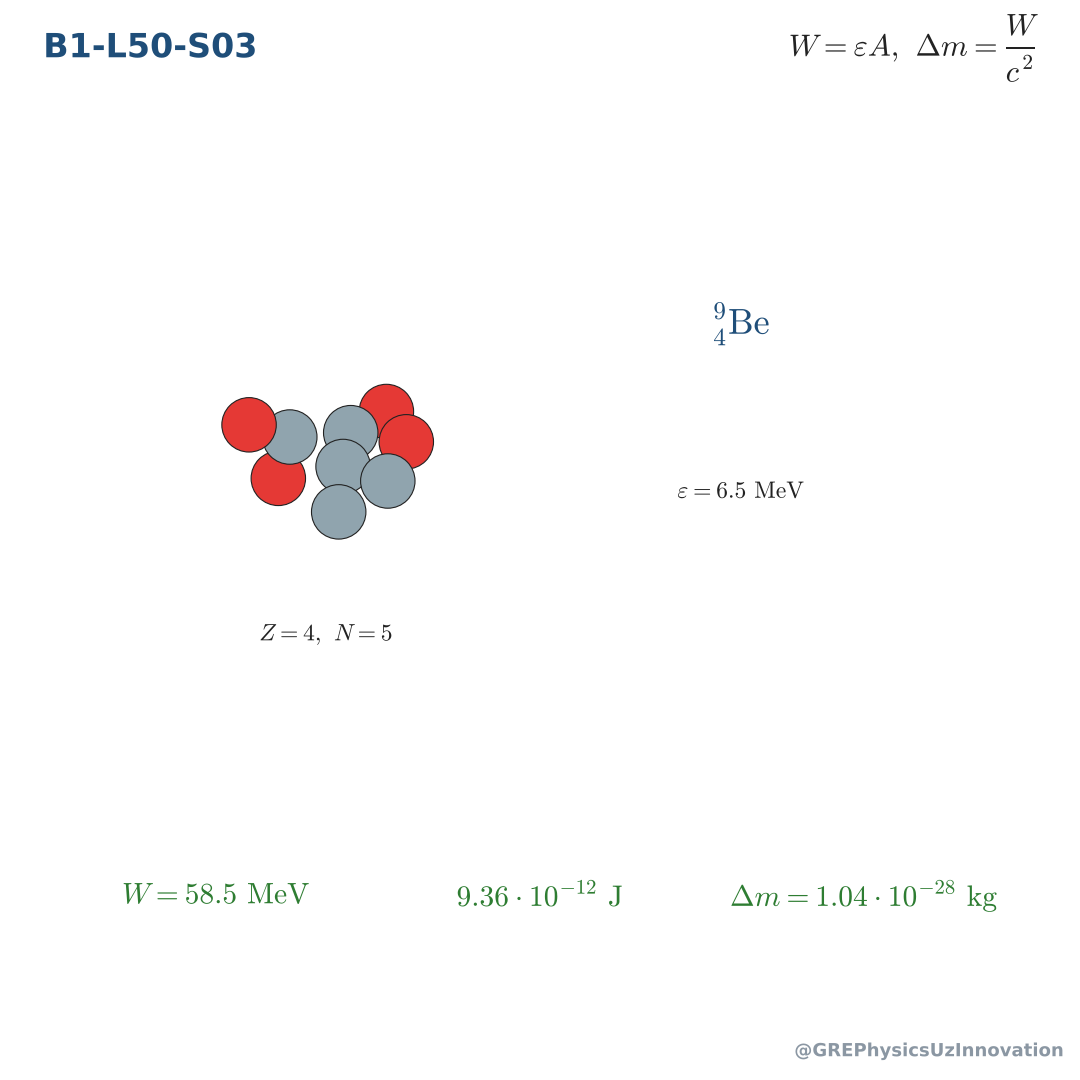 B1-L50-S03
W = εA, Δm = W/c²
⁹₄Be
ε = 6.5 MeV
Z = 4, N = 5
W = 58.5 MeV
9.36 · 10⁻¹² J
Δm = 1.04 · 10⁻²⁸ kg
@GREPhysicsUzInnovation